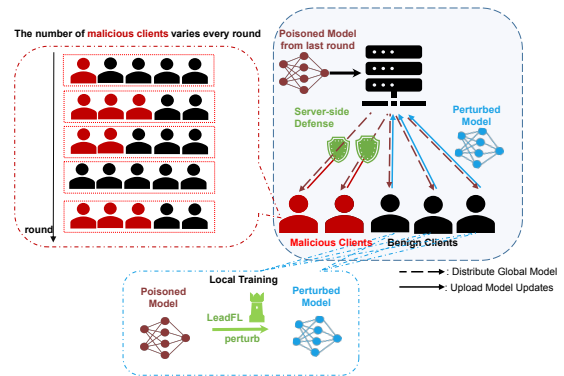 The number of malicious clients varies every round
round
Poisoned Model
from last round
Server-side
Defense
Perturbed
Model
Malicious Clients
Benign Clients
: Distribute Global Model
: Upload Model Updates
Local Training
Poisoned
Model
LeadFL
perturb
Perturbed
Model